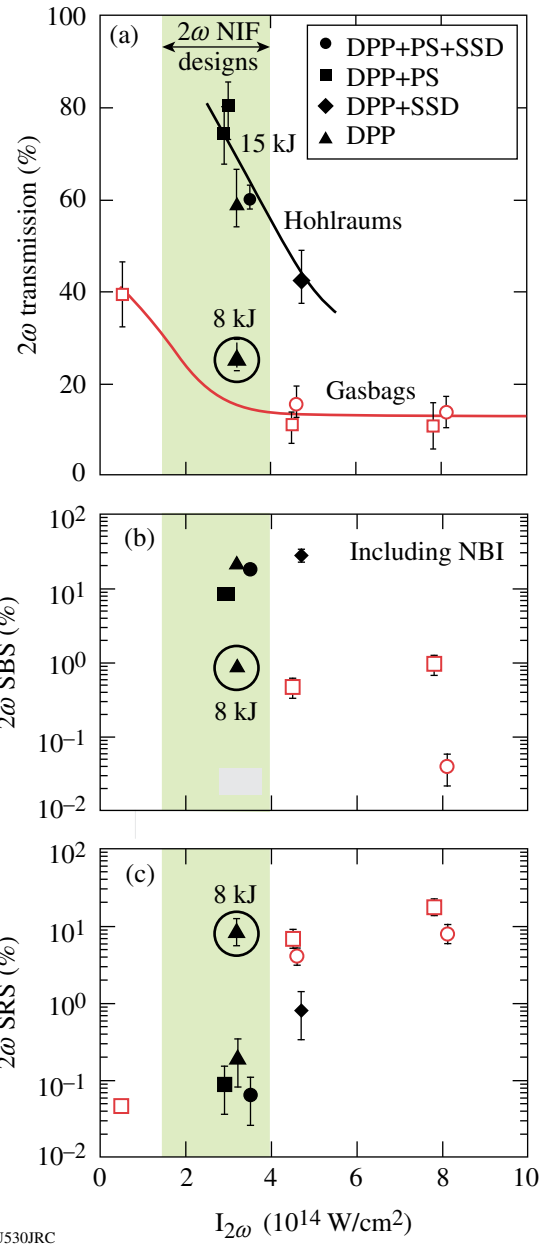 (a)
2ω NIF
designs
DPP+PS+SSD
DPP+PS
DPP+SSD
DPP
15 kJ
Hohlraums
8 kJ
Gasbags
2ω transmission (%)
100
80
60
40
20
0
(b)
Including NBI
8 kJ
2ω SBS (%)
10²
10¹
10⁰
10⁻¹
10⁻²
(c)
8 kJ
2ω SRS (%)
10²
10¹
10⁰
10⁻¹
10⁻²
0 2 4 6 8 10
I₂ω (10¹⁴ W/cm²)
U530JRC